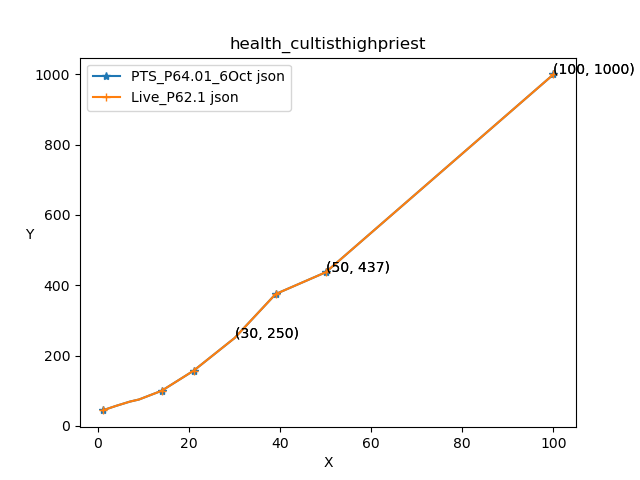 health_cultisthighpriest
PTS_P64.01_6Oct json
Live_P62.1 json
(100, 1000)
(50, 437)
(30, 250)
Y
1000
800
600
400
200
0
0 20 40 60 80 100
X